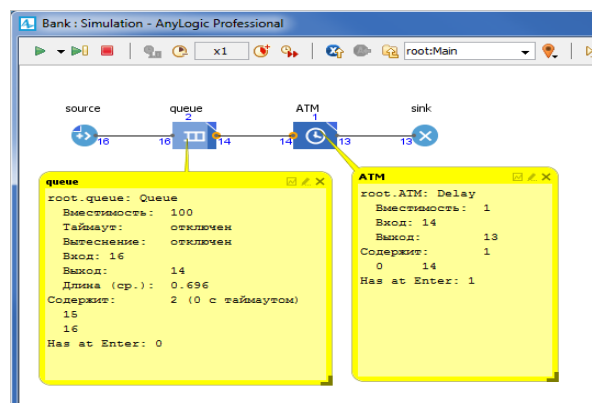 Bank : Simulation - AnyLogic Professional
x1 root:Main
source queue ATM sink
2 1
16 16 14 14 13 13
queue
root.queue: Queue
Вместимость: 100
Таймаут: отключен
Вытеснение: отключен
Вход: 16
Выход: 14
Длина (ср.): 0.696
Содержит: 2 (0 с таймаутом)
15
16
Has at Enter: 0
ATM
root.ATM: Delay
Вместимость: 1
Вход: 14
Выход: 13
Содержит: 1
0 14
Has at Enter: 1